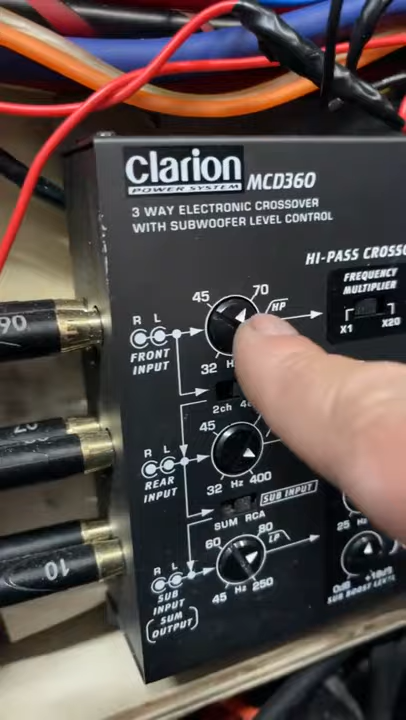 clarion
POWER SYSTEM
MCD360
3 WAY ELECTRONIC CROSSOVER
WITH SUBWOOFER LEVEL CONTROL
HI-PASS
FREQUENCY
MULTIPLIER
X1 X20
45 70
HP
R L
FRONT
INPUT
32
2ch
45
R L
REAR
INPUT
32 Hz 400
SUB INPUT
SUM RCA
60 80
LP
R L
SUB
INPUT
(SUM
OUTPUT)
45 Hz 250
25
0dB
SUB BOOST LEVEL
90
10